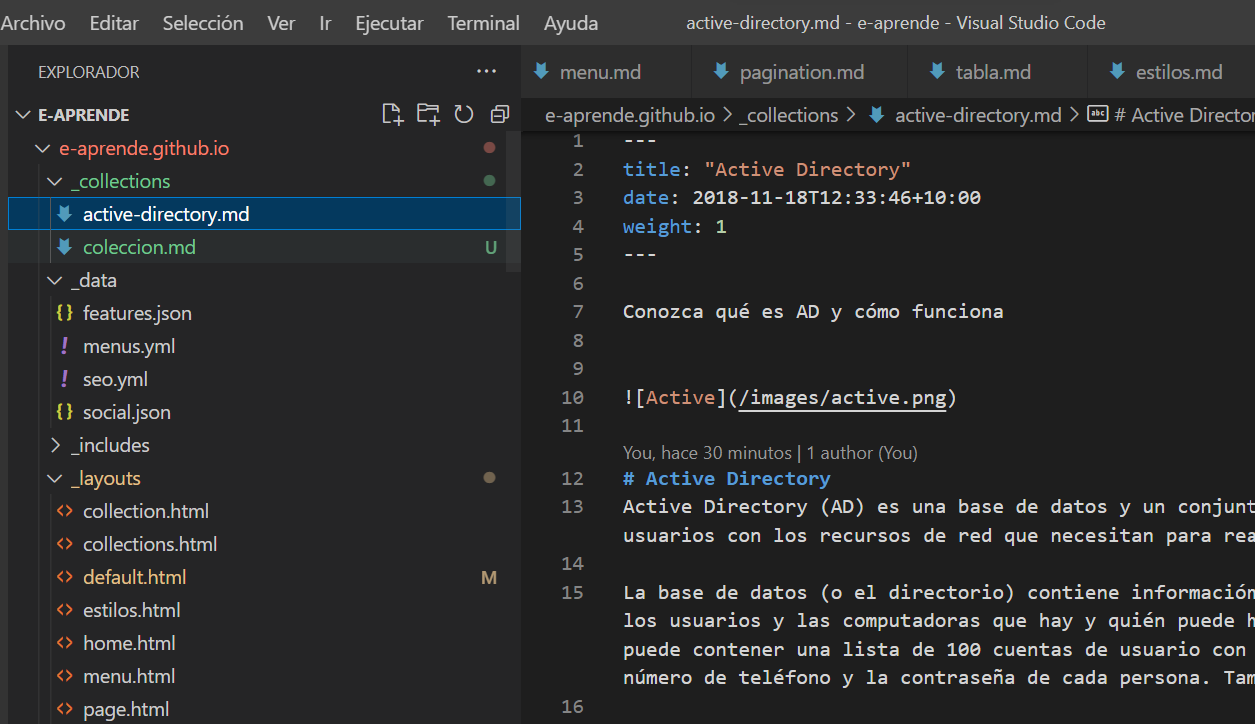 Archivo Editar Selección Ver Ir Ejecutar Terminal Ayuda active-directory.md - e-aprende - Visual Studio Code
EXPLORADOR ···
menu.md pagination.md tabla.md estilos.md
E-APRENDE
e-aprende.github.io > _collections > active-directory.md > abc # Active Director
e-aprende.github.io
_collections
active-directory.md
coleccion.md U
_data
{} features.json
! menus.yml
! seo.yml
{} social.json
_includes
_layouts
<> collection.html
<> collections.html
<> default.html M
<> estilos.html
<> home.html
<> menu.html
<> page.html
1 ---
2 title: "Active Directory"
3 date: 2018-11-18T12:33:46+10:00
4 weight: 1
5 ---
6
7 Conozca qué es AD y cómo funciona
8
9
10 ![Active](/images/active.png)
11
You, hace 30 minutos | 1 author (You)
12 # Active Directory
13 Active Directory (AD) es una base de datos y un conjunt
usuarios con los recursos de red que necesitan para rea
14
15 La base de datos (o el directorio) contiene información
los usuarios y las computadoras que hay y quién puede h
puede contener una lista de 100 cuentas de usuario con
número de teléfono y la contraseña de cada persona. Tam
16